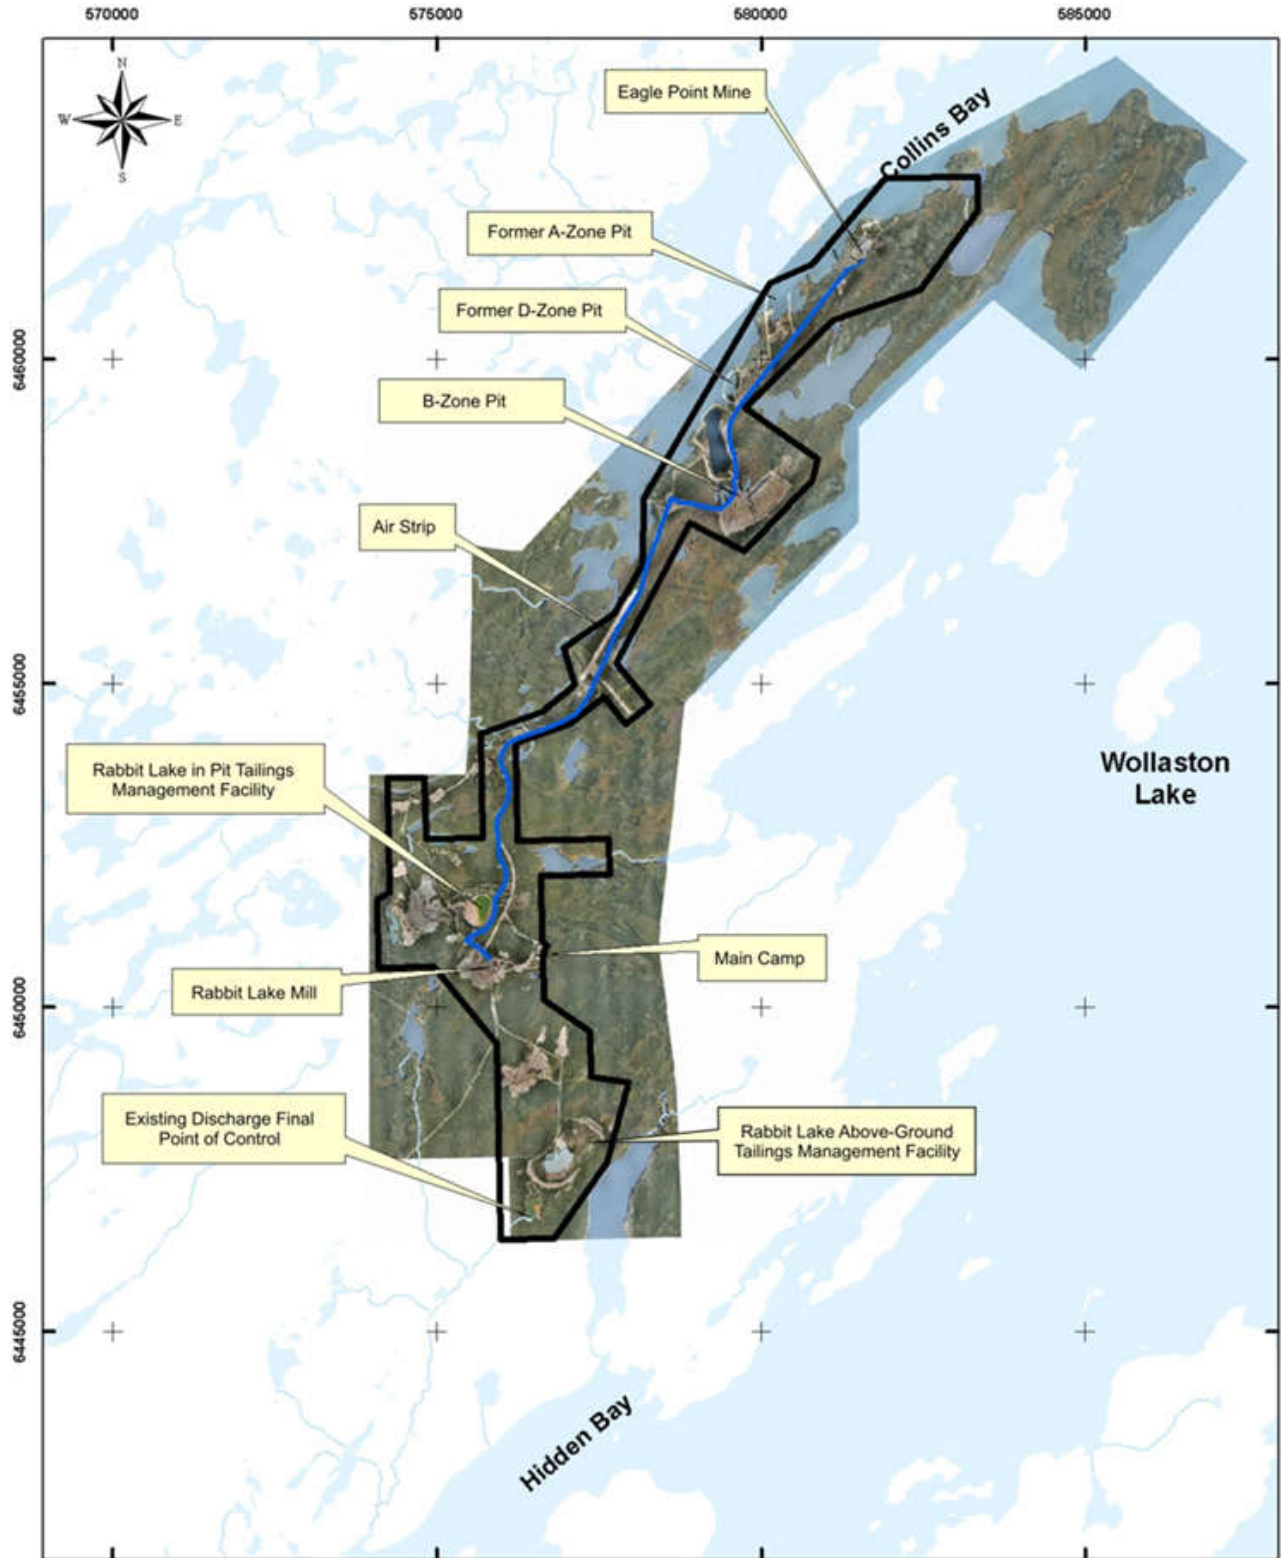 570000
575000
580000
585000
N
W
E
S
Eagle Point Mine
Collins Bay
Former A-Zone Pit
Former D-Zone Pit
6460000
B-Zone Pit
Air Strip
6455000
Rabbit Lake in Pit Tailings
Management Facility
Wollaston
Lake
Main Camp
Rabbit Lake Mill
6450000
Existing Discharge Final
Point of Control
Rabbit Lake Above-Ground
Tailings Management Facility
6445000
Hidden Bay